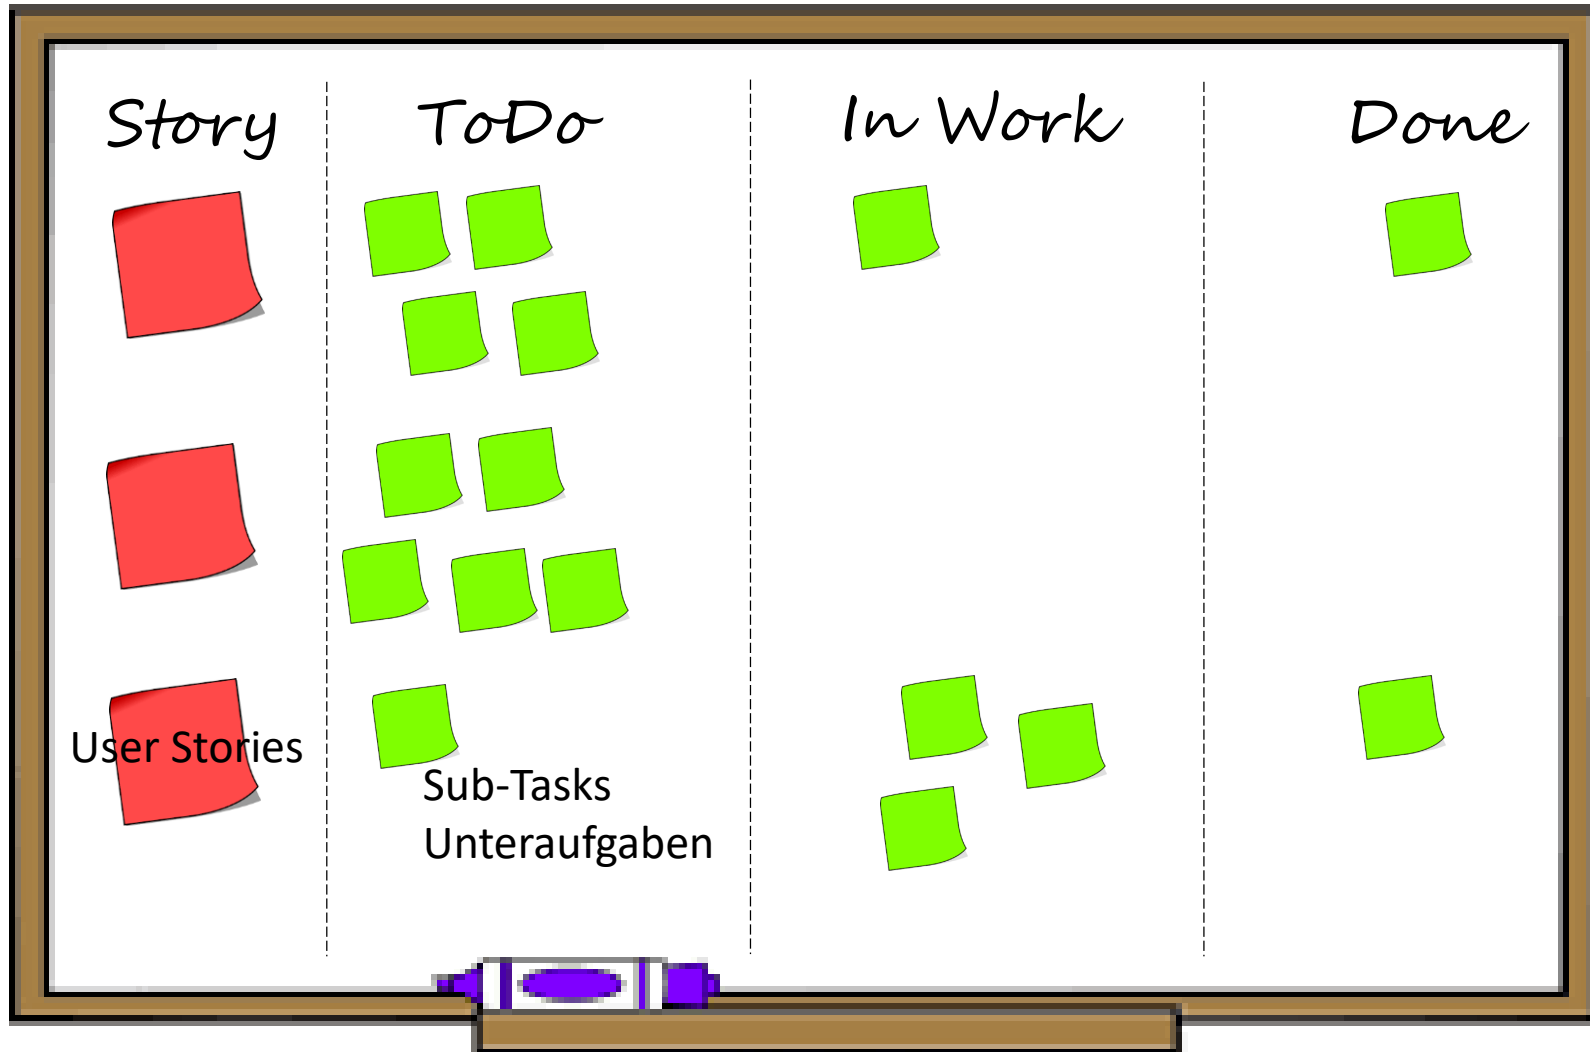 Story
ToDo
In Work
Done
User Stories
Sub-Tasks
Unteraufgaben